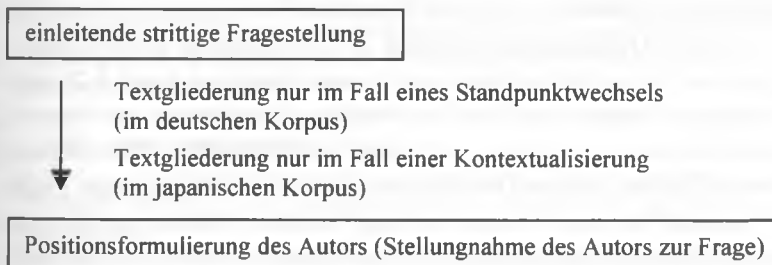 einleitende strittige Fragestellung
Textgliederung nur im Fall eines Standpunktwechsels
(im deutschen Korpus)
Textgliederung nur im Fall einer Kontextualisierung
(im japanischen Korpus)
Positionsformulierung des Autors (Stellungnahme des Autors zur Frage)